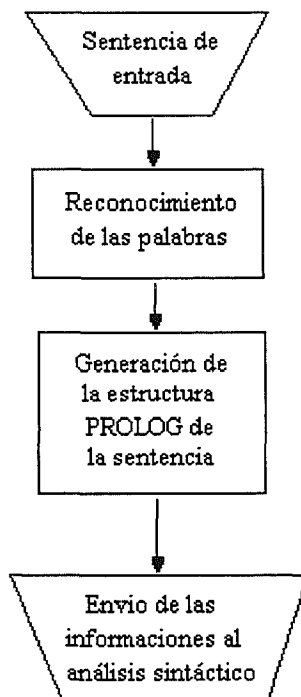 Sentencia de
entrada
Reconocimiento
de las palabras
Generación de
la estructura
PROLOG de
la sentencia
Envio de las
informaciones al
análisis sintáctico